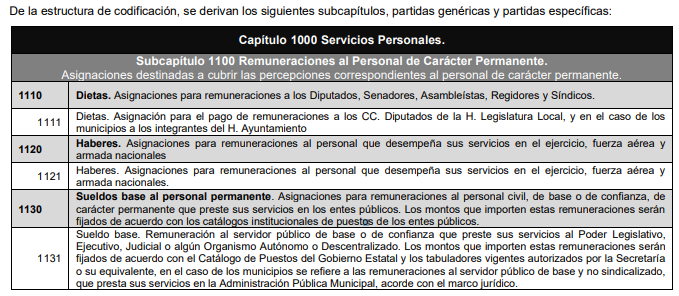 De la estructura de codificación, se derivan los siguientes subcapítulos, partidas genéricas y partidas específicas:
Capítulo 1000 Servicios Personales.
Subcapítulo 1100 Remuneraciones al Personal de Carácter Permanente.
Asignaciones destinadas a cubrir las percepciones correspondientes al personal de carácter permanente.
1110 Dietas. Asignaciones para remuneraciones a los Diputados, Senadores, Asambleístas, Regidores y Síndicos.
1111 Dietas. Asignación para el pago de remuneraciones a los CC. Diputados de la H. Legislatura Local, y en el caso de los
municipios a los integrantes del H. Ayuntamiento
1120 Haberes. Asignaciones para remuneraciones al personal que desempeña sus servicios en el ejercicio, fuerza aérea y
armada nacionales
1121 Haberes. Asignaciones para remuneraciones al personal que desempeña sus servicios en el ejercicio, fuerza aérea y
armada nacionales.
1130 Sueldos base al personal permanente. Asignaciones para remuneraciones al personal civil, de base o de confianza, de
carácter permanente que preste sus servicios en los entes públicos. Los montos que importen estas remuneraciones serán
fijados de acuerdo con los catálogos institucionales de puestos de los entes públicos.
1131 Sueldo base. Remuneración al servidor público de base o de confianza que preste sus servicios al Poder Legislativo,
Ejecutivo, Judicial o algún Organismo Autónomo o Descentralizado. Los montos que importen estas remuneraciones serán
fijados de acuerdo con el Catálogo de Puestos del Gobierno Estatal y los tabuladores vigentes autorizados por la Secretaría
o su equivalente, en el caso de los municipios se refiere a las remuneraciones al servidor público de base y no sindicalizado,
que presta sus servicios en la Administración Pública Municipal, acorde con el marco jurídico.